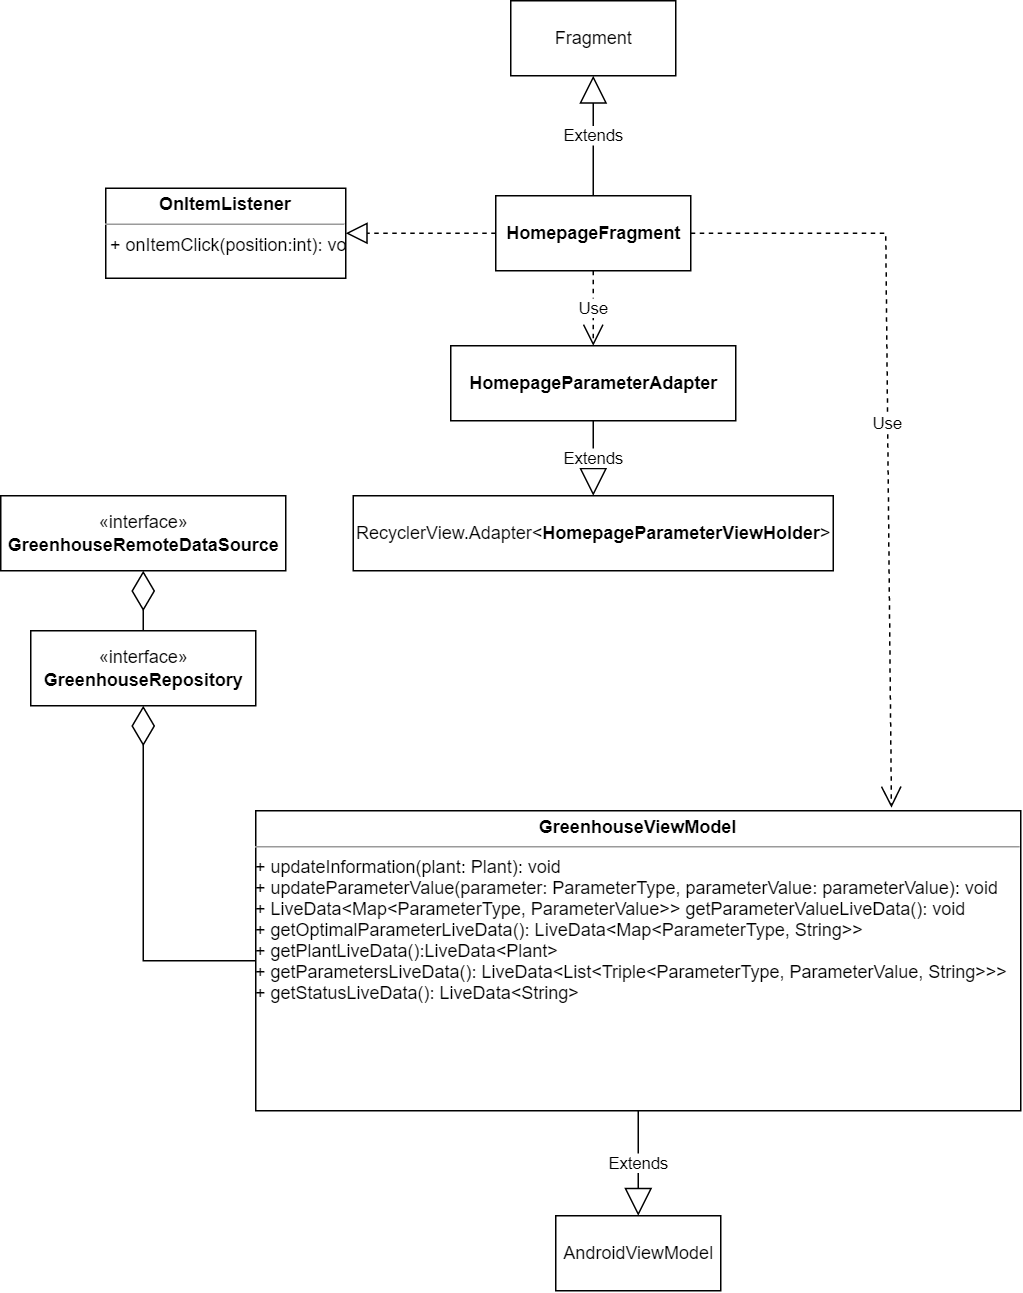 Fragment
Extends
OnItemListener
+ onItemClick(position:int): vo
HomepageFragment
Use
HomepageParameterAdapter
Use
Extends
«interface»
GreenhouseRemoteDataSource
RecyclerView.Adapter<HomepageParameterViewHolder>
«interface»
GreenhouseRepository
GreenhouseViewModel
+ updateInformation(plant: Plant): void
+ updateParameterValue(parameter: ParameterType, parameterValue: parameterValue): void
+ LiveData<Map<ParameterType, ParameterValue>> getParameterValueLiveData(): void
+ getOptimalParameterLiveData(): LiveData<Map<ParameterType, String>>
+ getPlantLiveData():LiveData<Plant>
+ getParametersLiveData(): LiveData<List<Triple<ParameterType, ParameterValue, String>>>
+ getStatusLiveData(): LiveData<String>
Extends
AndroidViewModel